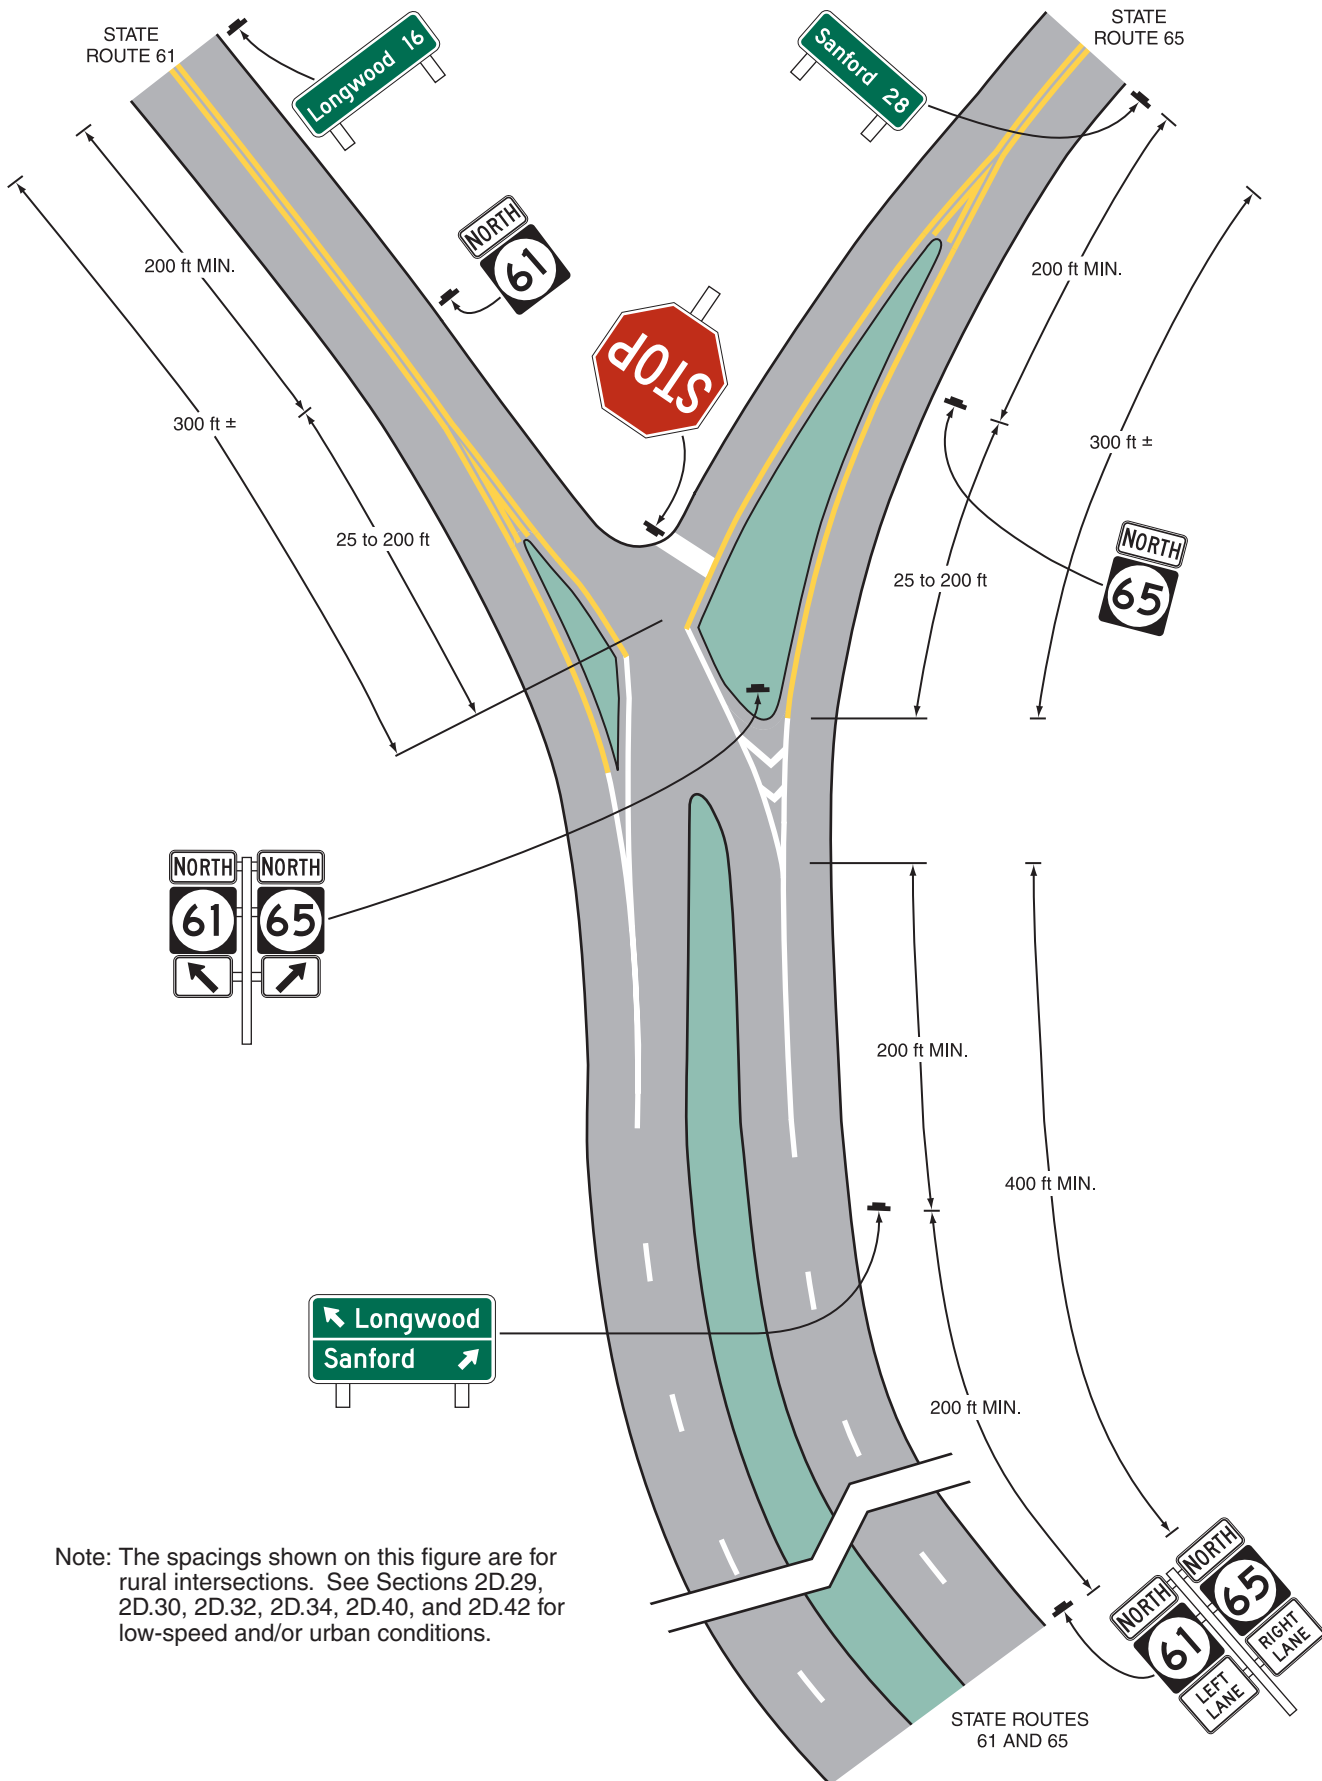 STATE
ROUTE 61
Longwood 16
Sanford 28
STATE
ROUTE 65
NORTH
61
200 ft MIN.
200 ft MIN.
STOP
300 ft ±
300 ft ±
25 to 200 ft
25 to 200 ft
NORTH
65
NORTH
61
NORTH
65
200 ft MIN.
400 ft MIN.
Longwood
Sanford
200 ft MIN.
Note: The spacings shown on this figure are for
rural intersections. See Sections 2D.29,
2D.30, 2D.32, 2D.34, 2D.40, and 2D.42 for
low-speed and/or urban conditions.
NORTH
61
LEFT
LANE
NORTH
65
RIGHT
LANE
STATE ROUTES
61 AND 65